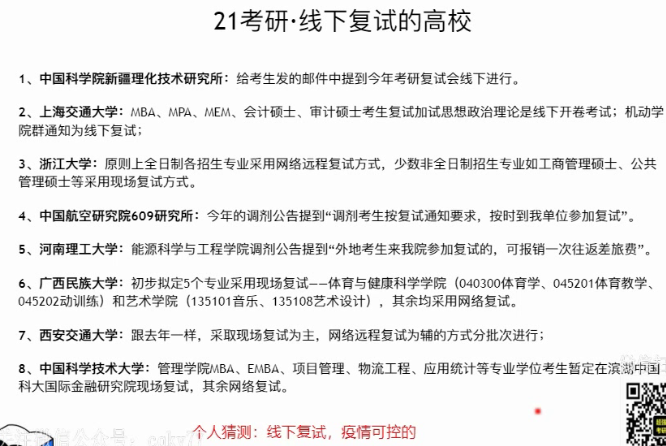 21考研·线下复试的高校
1、中国科学院新疆理化技术研究所：给考生发的邮件中提到今年考研复试会线下进行。
2、上海交通大学：MBA、MPA、MEM、会计硕士、审计硕士考生复试加试思想政治理论是线下开卷考试；机动学
院群通知为线下复试；
3、浙江大学：原则上全日制各招生专业采用网络远程复试方式，少数非全日制招生专业如工商管理硕士、公共
管理硕士等采用现场复试方式。
4、中国航空研究院609研究所：今年的调剂公告提到“调剂考生按复试通知要求，按时到我单位参加复试”。
5、河南理工大学：能源科学与工程学院调剂公告提到“外地考生来我院参加复试的，可报销一次往返差旅费”。
6、广西民族大学：初步拟定5个专业采用现场复试——体育与健康科学学院（040300体育学、045201体育教学、
045202动训练）和艺术学院（135101音乐、135108艺术设计），其余均采用网络复试。
7、西安交通大学：跟去年一样，采取现场复试为主，网络远程复试为辅的方式分批次进行；
8、中国科学技术大学：管理学院MBA、EMBA、项目管理、物流工程、应用统计等专业学位考生暂定在滨湖中国
科大国际金融研究院现场复试，其余网络复试。
个人猜测：线下复试，疫情可控的